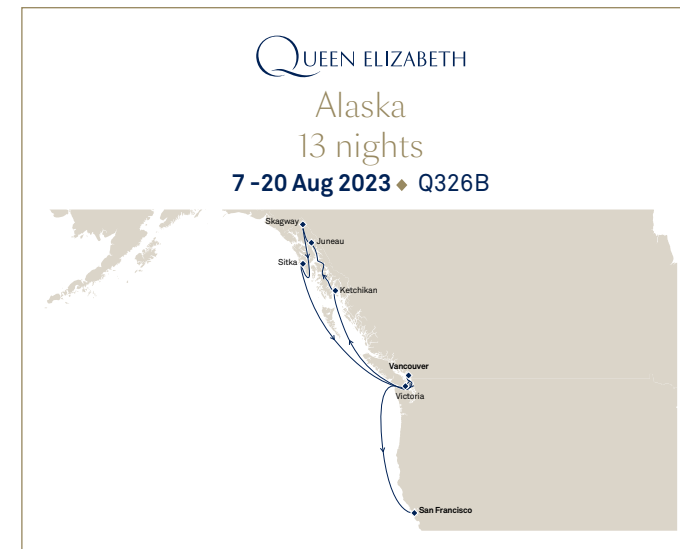 QUEEN ELIZABETH
Alaska
13 nights
7 -20 Aug 2023 ◆ Q326B
Skagway
Juneau
Sitka
Ketchikan
Vancouver
Victoria
San Francisco